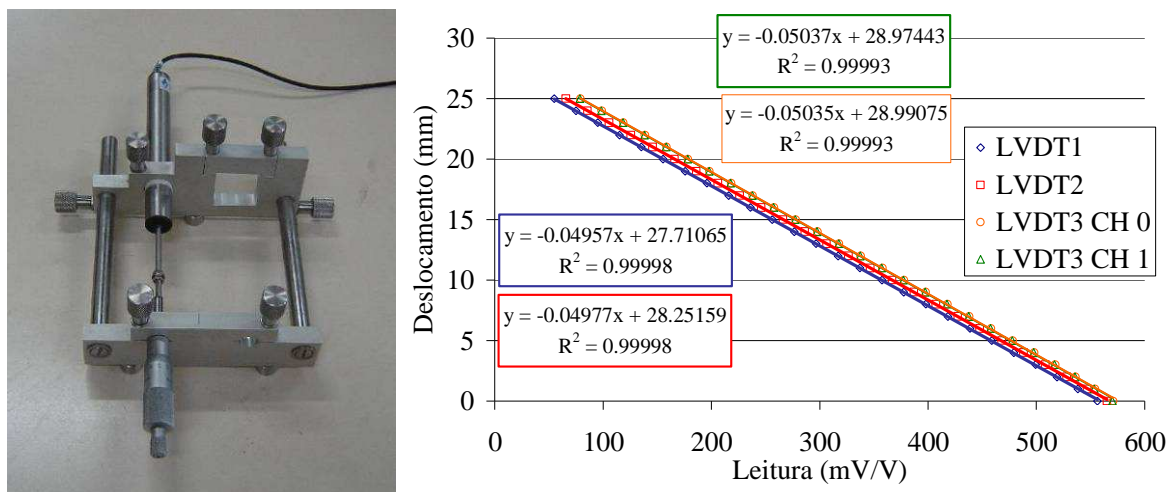 y = -0.05037x + 28.97443
R² = 0.99993
y = -0.05035x + 28.99075
R² = 0.99993
y = -0.04957x + 27.71065
R² = 0.99998
y = -0.04977x + 28.25159
R² = 0.99998
LVDT1
LVDT2
LVDT3 CH 0
LVDT3 CH 1
Deslocamento (mm)
30
25
20
15
10
5
0
0 100 200 300 400 500 600
Leitura (mV/V)